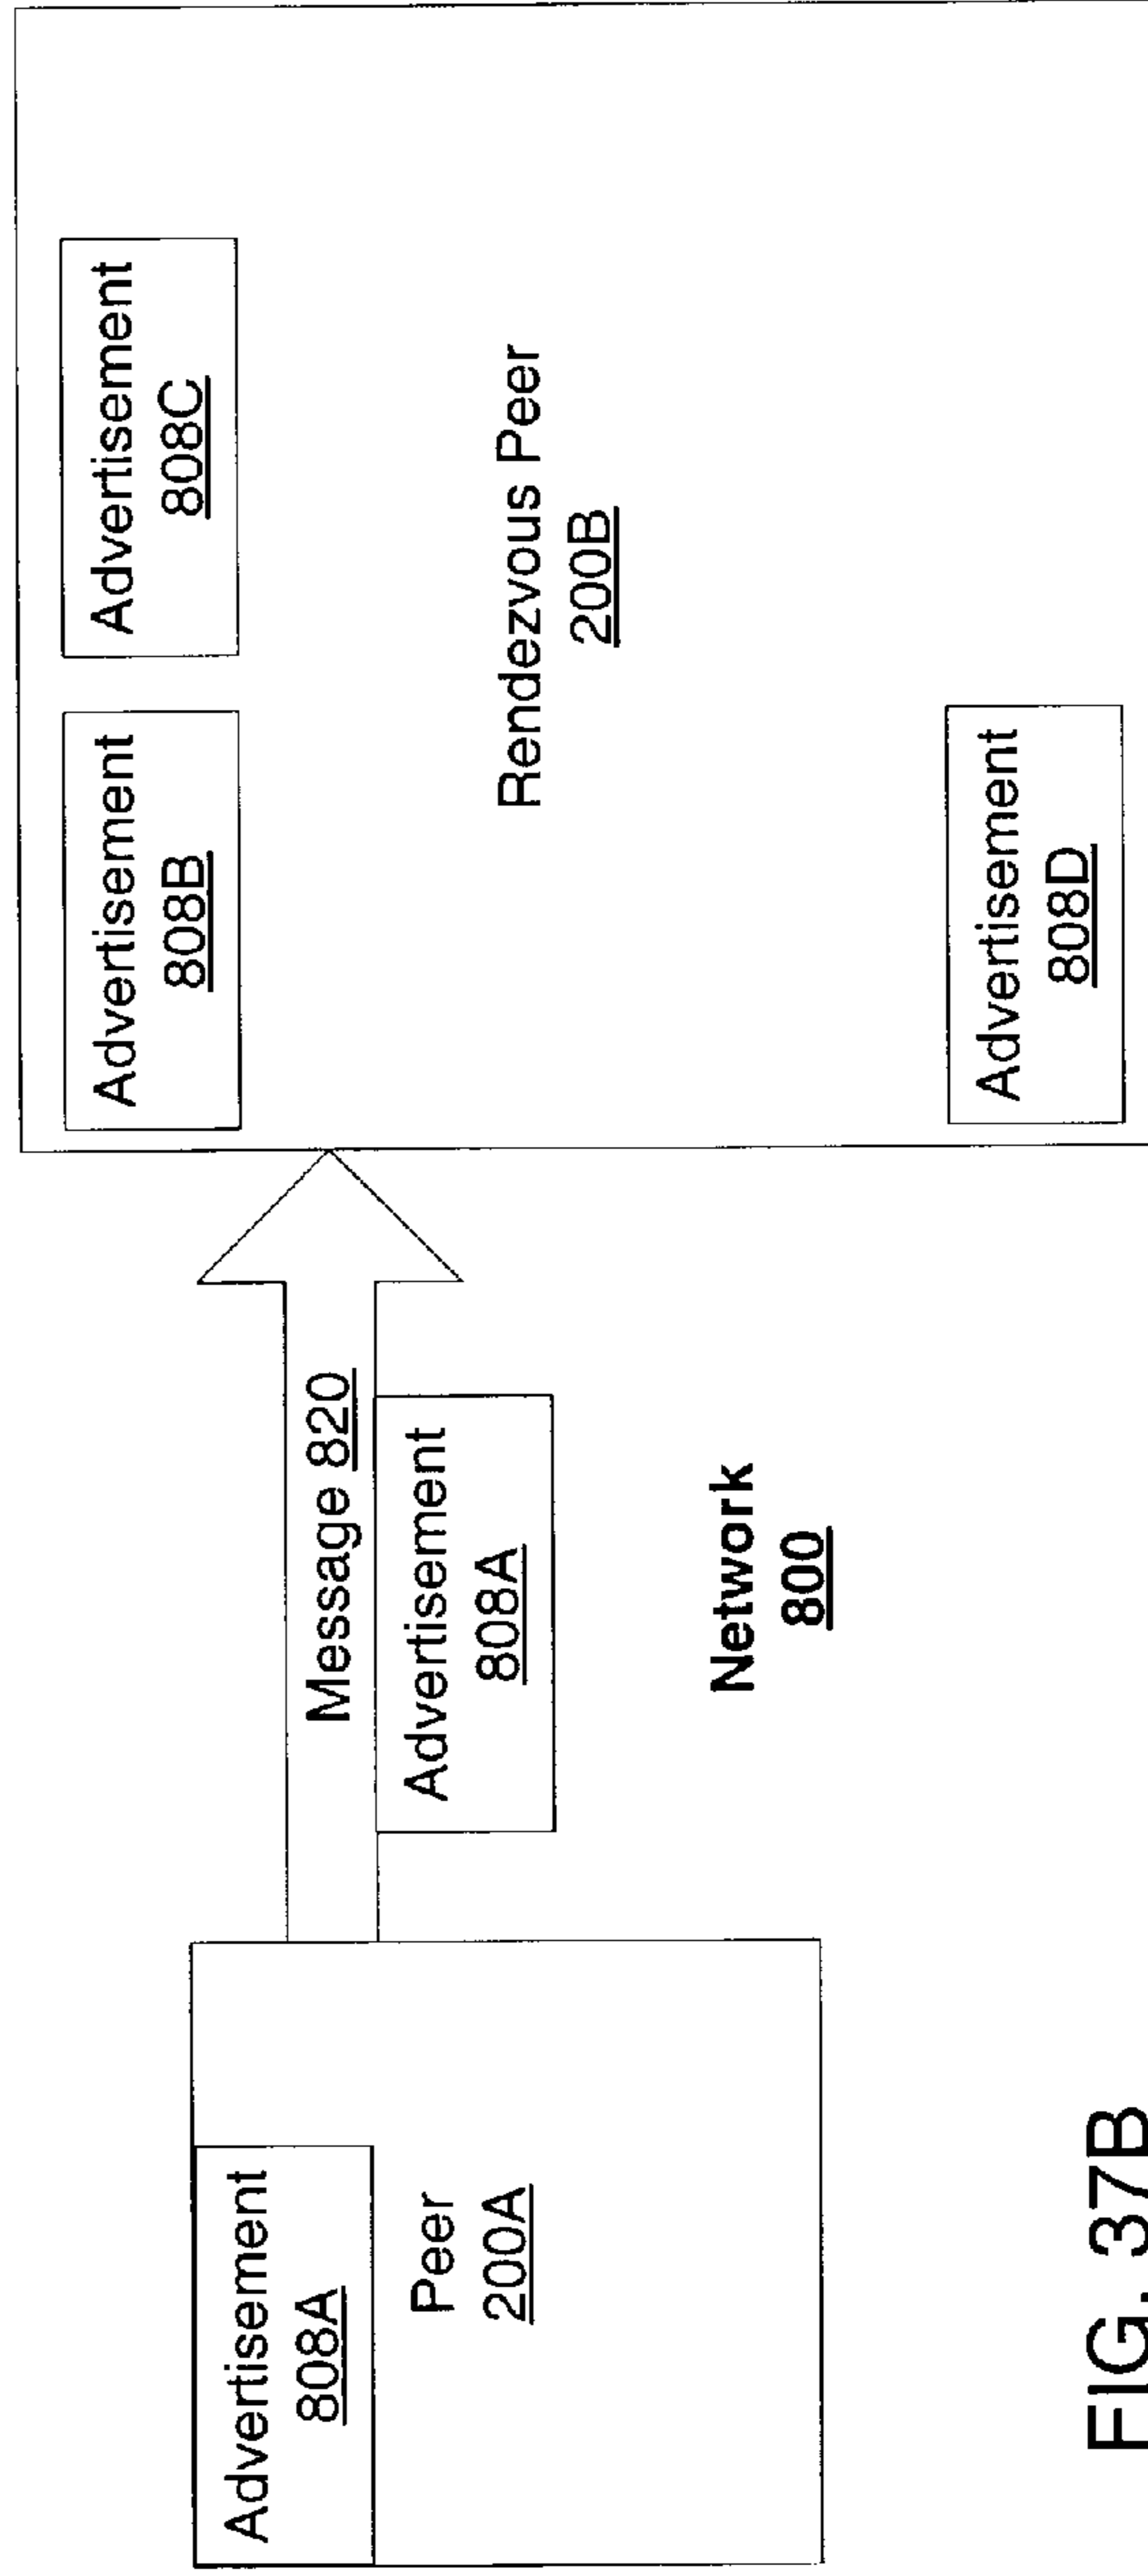 Advertisement
808A
Peer
200A
Message 820
Advertisement
808A
Network
800
Advertisement
808B
Advertisement
808C
Rendezvous Peer
200B
Advertisement
808D
FIG. 37B